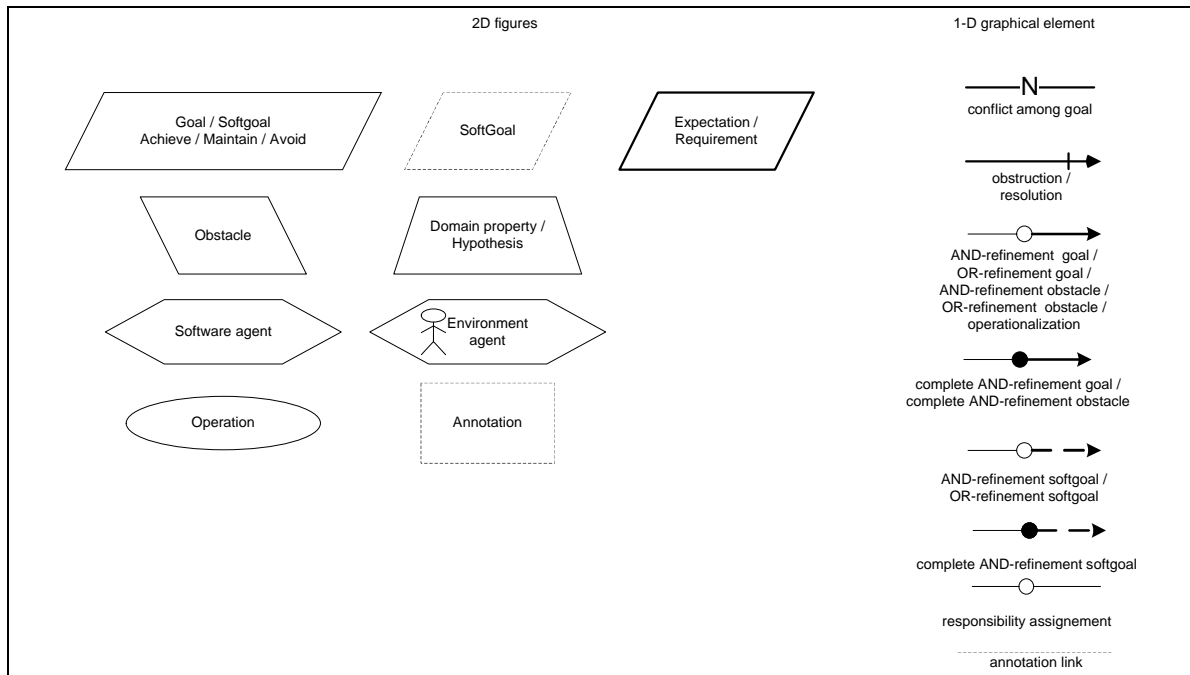 2D figures
1-D graphical element
Goal / Softgoal
Achieve / Maintain / Avoid
SoftGoal
Expectation /
Requirement
Obstacle
Domain property /
Hypothesis
Software agent
Environment
agent
Operation
Annotation
N
conflict among goal
obstruction /
resolution
AND-refinement goal /
OR-refinement goal /
AND-refinement obstacle /
OR-refinement obstacle /
operationalization
complete AND-refinement goal /
complete AND-refinement obstacle
AND-refinement softgoal /
OR-refinement softgoal
complete AND-refinement softgoal
responsibility assignement
annotation link